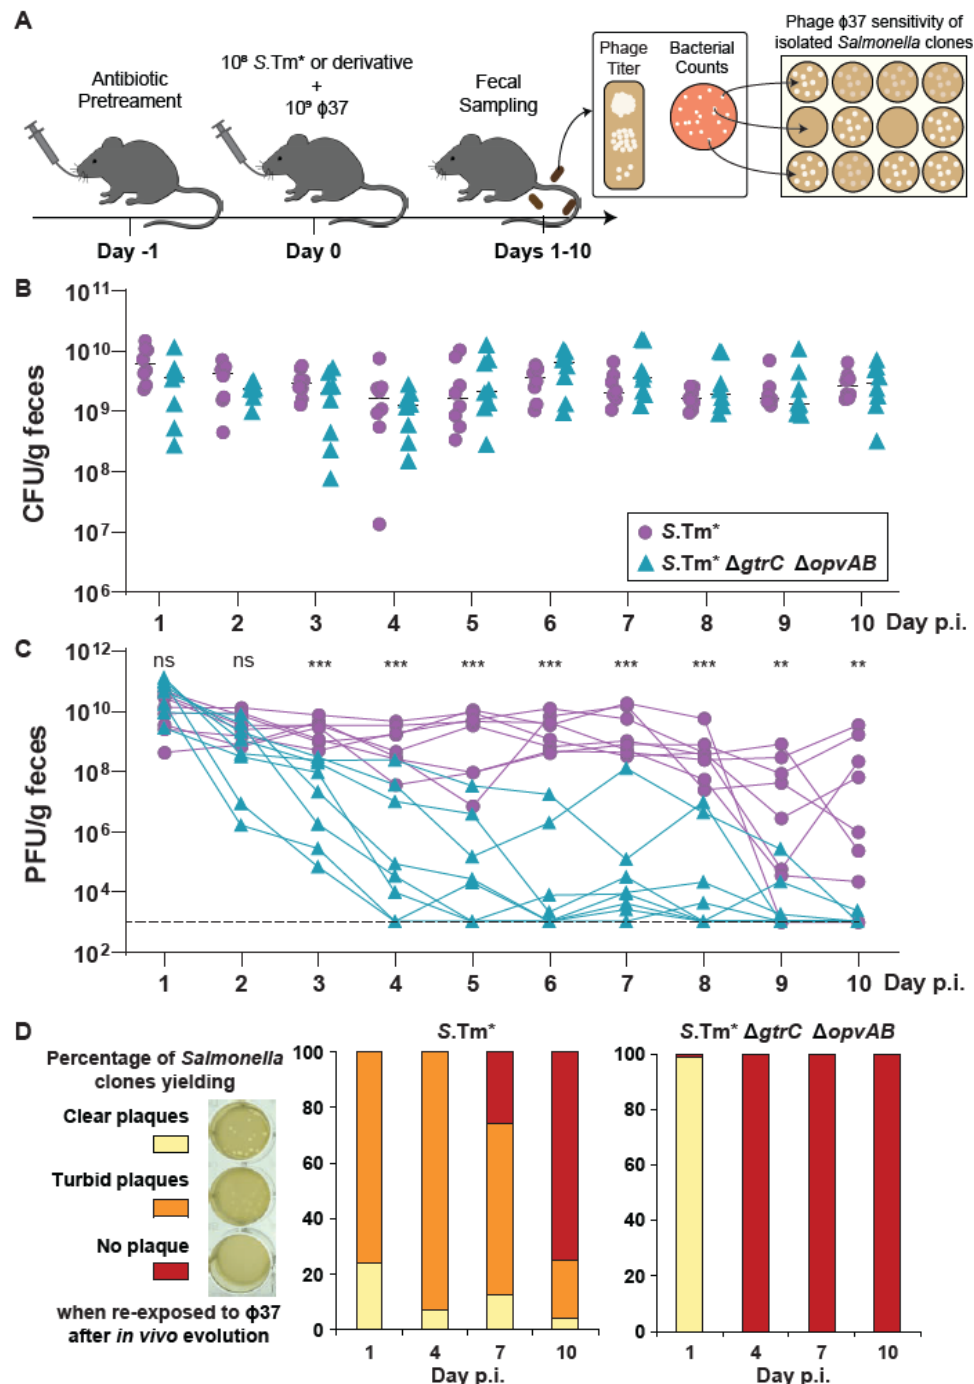 A
Antibiotic
Pretreatment
10⁸ S.Tm* or derivative
+
10⁹ ϕ37
Fecal
Sampling
Phage
Titer
Bacterial
Counts
Phage ϕ37 sensitivity of
isolated Salmonella clones
Day -1
Day 0
Days 1-10
B
CFU/g feces
10¹¹
10¹⁰
10⁹
10⁸
10⁷
10⁶
S.Tm*
S.Tm* ΔgtrC ΔopvAB
1 2 3 4 5 6 7 8 9 10 Day p.i.
C
PFU/g feces
10¹²
10¹⁰
10⁸
10⁶
10⁴
10²
ns ns *** *** *** *** *** *** ** **
1 2 3 4 5 6 7 8 9 10 Day p.i.
D
Percentage of Salmonella
clones yielding
Clear plaques
Turbid plaques
No plaque
when re-exposed to ϕ37
after in vivo evolution
S.Tm*
100
80
60
40
20
0
1 4 7 10
Day p.i.
S.Tm* ΔgtrC ΔopvAB
100
80
60
40
20
0
1 4 7 10
Day p.i.